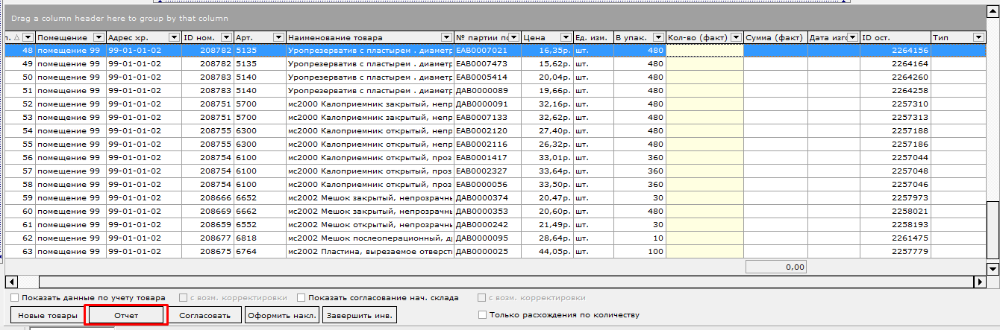 Drag a column header here to group by that column
п. Помещение Адрес хр. ID ном. Арт. Наименование товара № партии по Цена Ед. изм. В упак. Кол-во (факт) Сумма (факт) Дата изго ID ост. Тип
48 помещение 99 99-01-01-02 208782 5135 Уропрезерватив с пластырем . диаметр ЕАВ0007021 16,35р. шт. 480 2264156
49 помещение 99 99-01-01-02 208782 5135 Уропрезерватив с пластырем . диаметр ЕАВ0007473 15,62р. шт. 480 2264164
50 помещение 99 99-01-01-02 208783 5140 Уропрезерватив с пластырем . диаметр ЕАВ0005414 20,04р. шт. 480 2264260
51 помещение 99 99-01-01-02 208783 5140 Уропрезерватив с пластырем . диаметр ДАВ0000089 19,66р. шт. 480 2264258
52 помещение 99 99-01-01-02 208751 5700 мс2000 Калоприемник закрытый, непр ДАВ0000091 32,16р. шт. 480 2257310
53 помещение 99 99-01-01-02 208751 5700 мс2000 Калоприемник закрытый, непр ЕАВ0007133 32,62р. шт. 480 2257313
54 помещение 99 99-01-01-02 208755 6300 мс2000 Калоприемник открытый, непр ЕАВ0002120 27,40р. шт. 480 2257188
55 помещение 99 99-01-01-02 208755 6300 мс2000 Калоприемник открытый, непр ЕАВ0002116 26,32р. шт. 480 2257186
56 помещение 99 99-01-01-02 208754 6100 мс2000 Калоприемник открытый, проз ЕАВ0001417 33,01р. шт. 360 2257044
57 помещение 99 99-01-01-02 208754 6100 мс2000 Калоприемник открытый, проз ЕАВ0002327 33,64р. шт. 360 2257048
58 помещение 99 99-01-01-02 208754 6100 мс2000 Калоприемник открытый, проз ЕАВ0000056 33,50р. шт. 360 2257046
59 помещение 99 99-01-01-02 208666 6652 мс2002 Мешок закрытый, непрозрачнь ДАВ0000374 20,47р. шт. 30 2257973
60 помещение 99 99-01-01-02 208669 6662 мс2002 Мешок закрытый, непрозрачнь ДАВ0000353 20,60р. шт. 480 2258021
61 помещение 99 99-01-01-02 208659 6552 мс2002 Мешок открытый, непрозрачнь ДАВ0000242 21,49р. шт. 30 2258193
62 помещение 99 99-01-01-02 208677 6818 мс2002 Мешок послеоперационный, др ДАВ0000095 28,64р. шт. 10 2261475
63 помещение 99 99-01-01-02 208675 6764 мс2002 Пластина, вырезаемое отверст ДАВ0000025 44,05р. шт. 100 2257779
0,00
Показать данные по учету товара с возм. корректировки Показать согласование нач. склада с возм. корректировки
Новые товары Отчет Согласовать Оформить накл. Завершить инв. Только расхождения по количеству